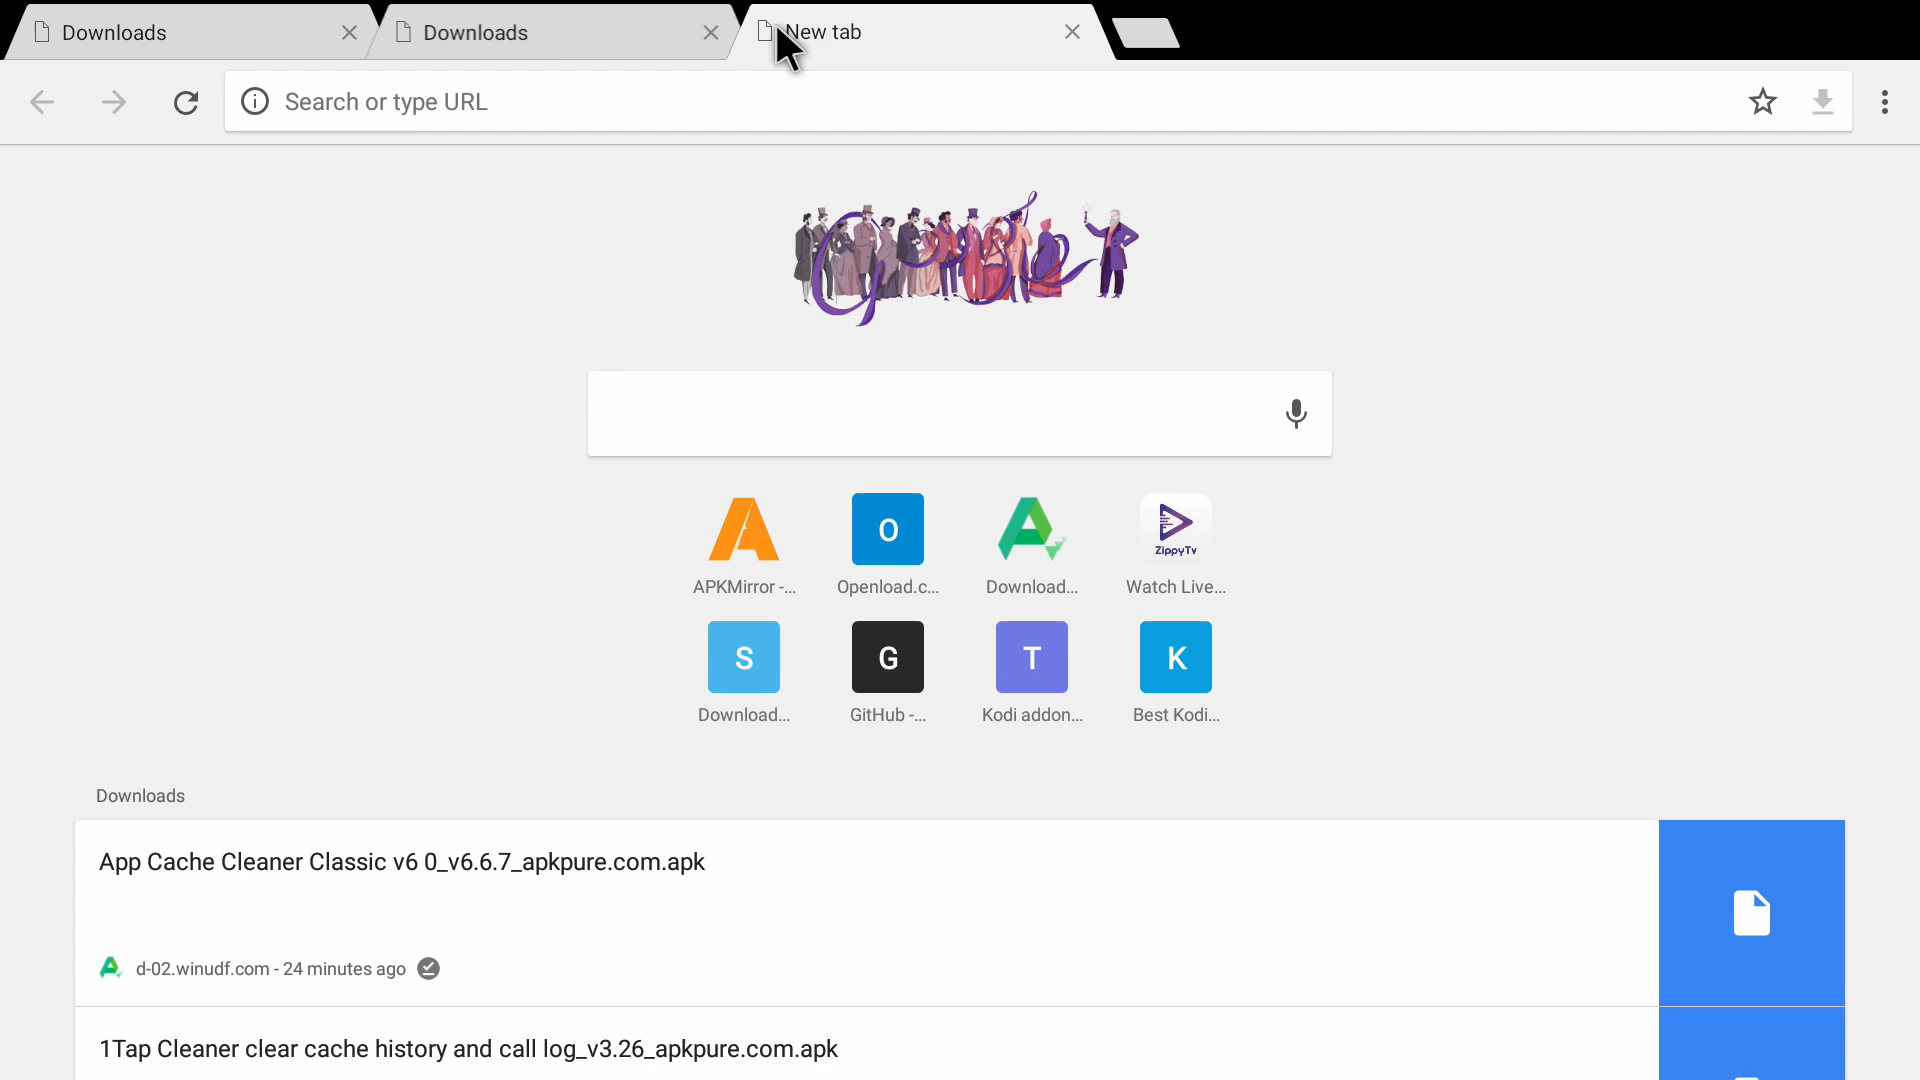 Downloads
Downloads
New tab
Search or type URL
ZippyTv
O
APKMirror -...
Openload.c...
Download...
Watch Live...
S
G
T
K
Download...
GitHub -...
Kodi addon...
Best Kodi...
Downloads
App Cache Cleaner Classic v6 0_v6.6.7_apkpure.com.apk
d-02.winudf.com - 24 minutes ago
1Tap Cleaner clear cache history and call log_v3.26_apkpure.com.apk